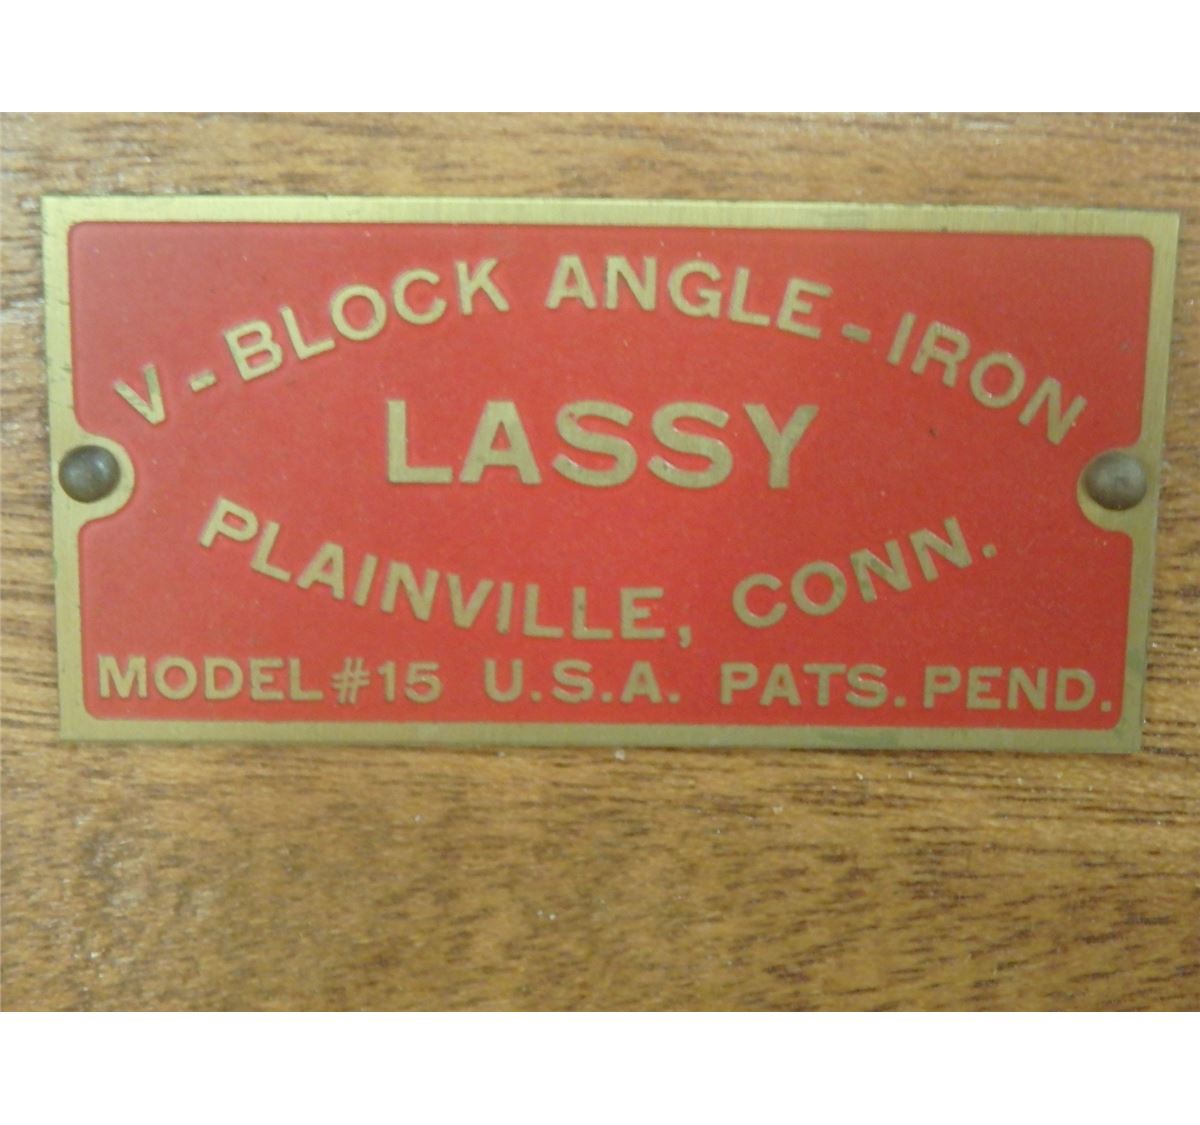 V-BLOCK ANGLE-IRON
LASSY
PLAINVILLE, CONN.
MODEL #15 U.S.A. PATS. PEND.